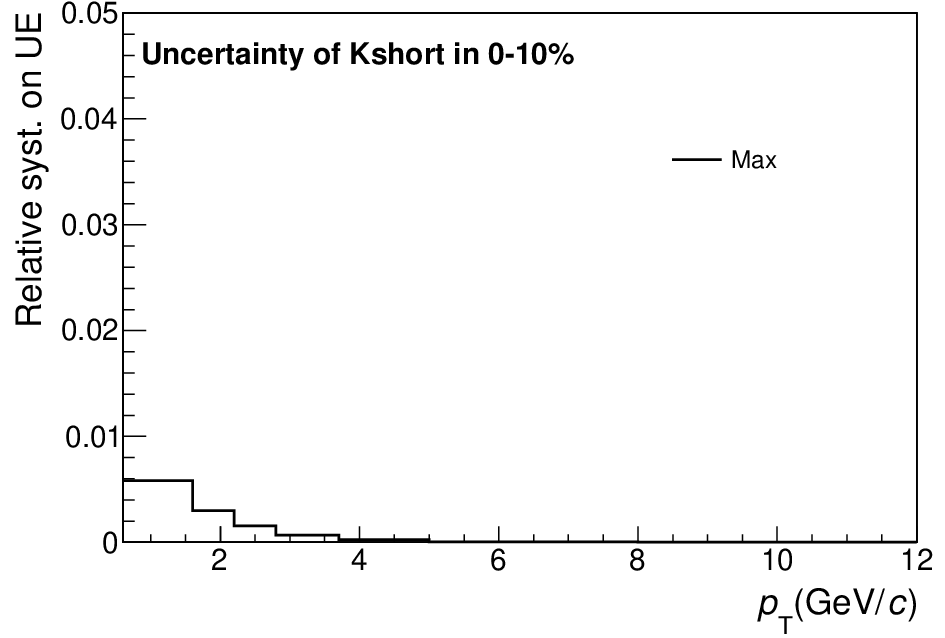 Relative syst. on UE
0.05
0.04
0.03
0.02
0.01
0
Uncertainty of Kshort in 0-10%
Max
2 4 6 8 10 12
p_T(GeV/c)